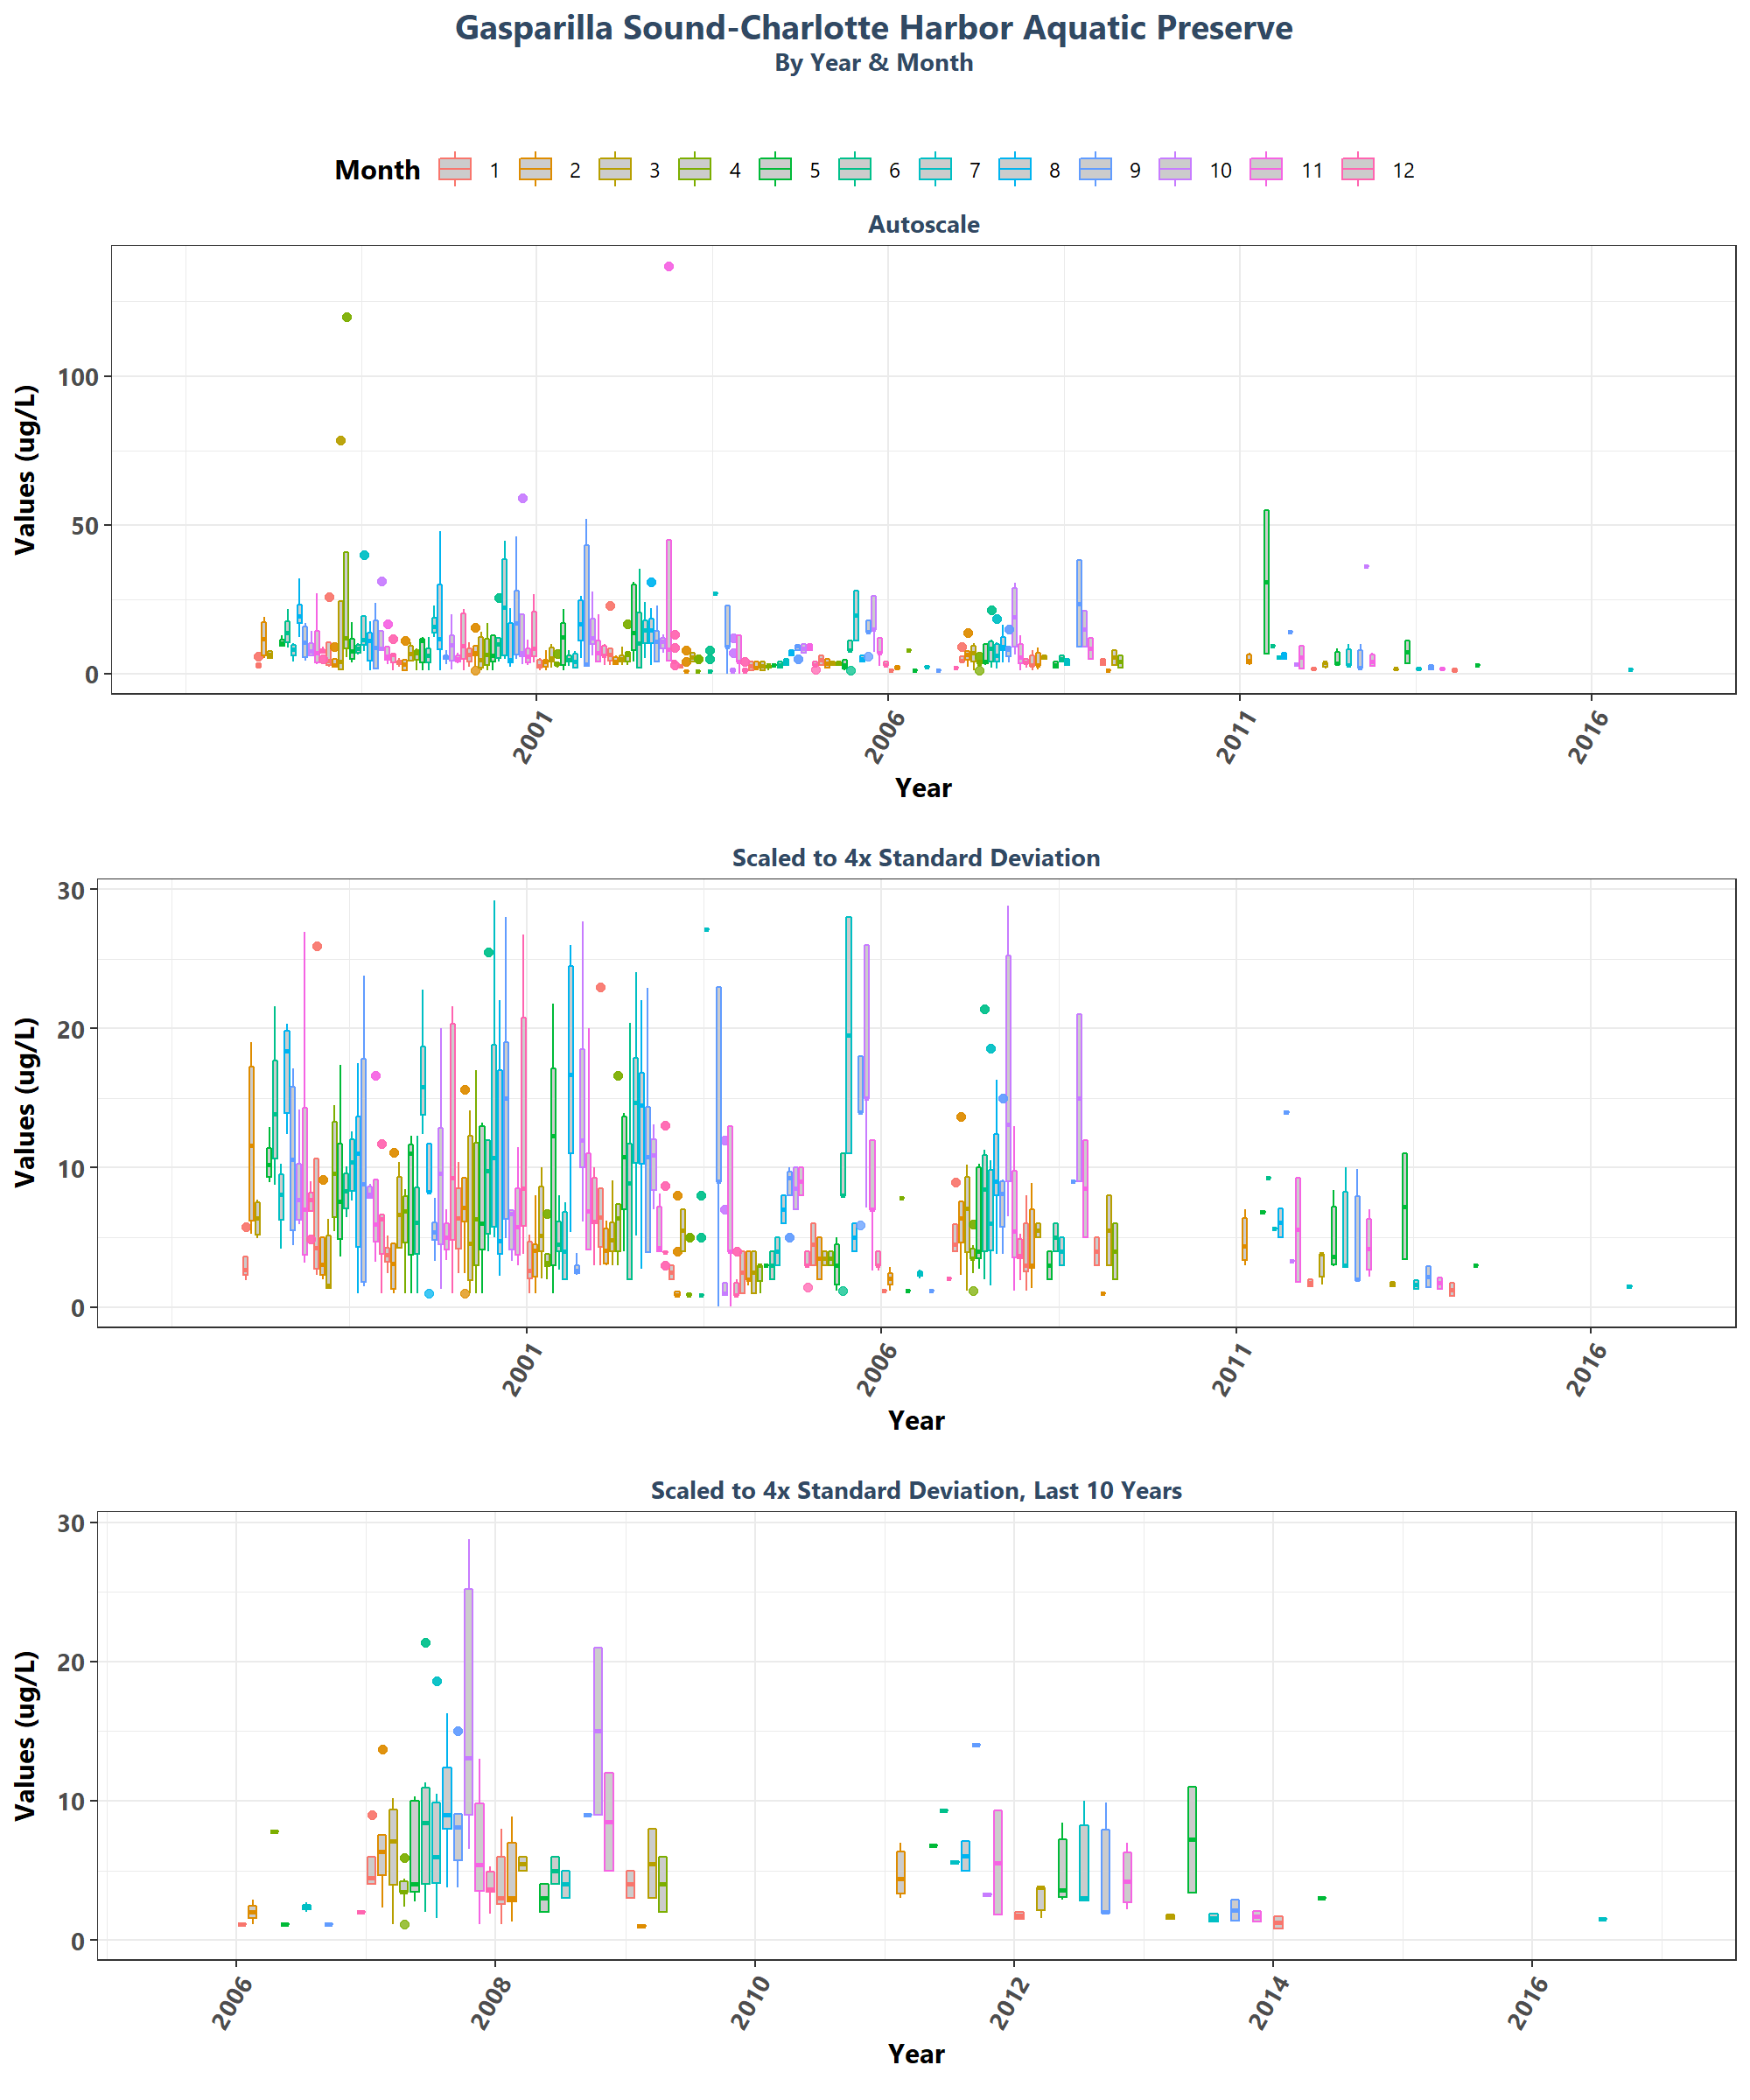 Gasparilla Sound-Charlotte Harbor Aquatic Preserve
By Year & Month
Month 1 2 3 4 5 6 7 8 9 10 11 12
Autoscale
Values (ug/L)
100
50
0
2001 2006 2011 2016
Year
Scaled to 4x Standard Deviation
Values (ug/L)
30
20
10
0
2001 2006 2011 2016
Year
Scaled to 4x Standard Deviation, Last 10 Years
Values (ug/L)
30
20
10
0
2006 2008 2010 2012 2014 2016
Year